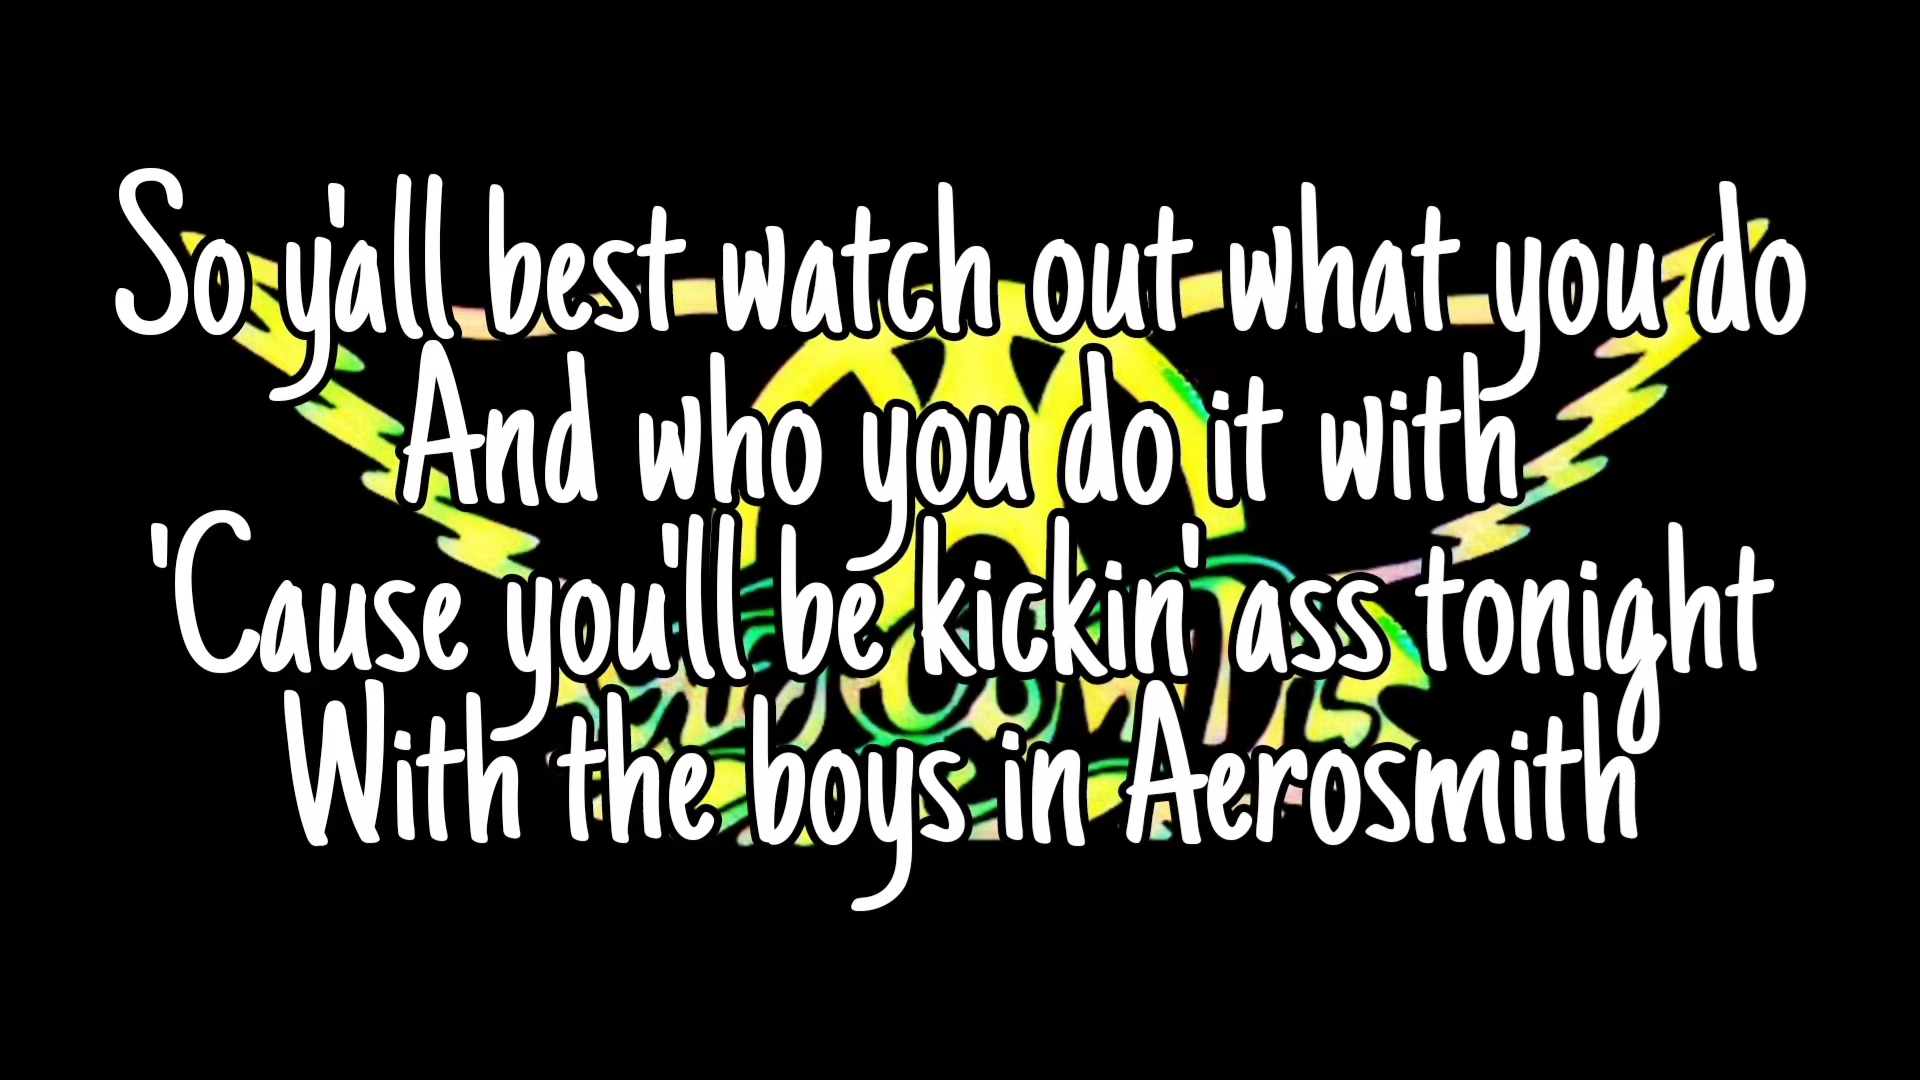 So y'all best watch out what you do
And who you do it with
'Cause you'll be kickin' ass tonight
With the boys in Aerosmith